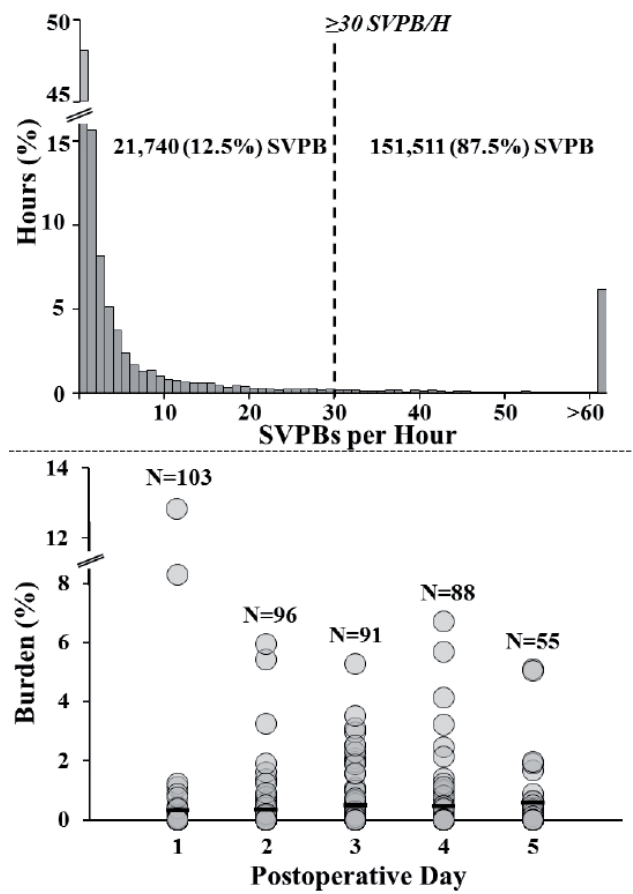 50
≥30 SVPB/H
45
15
21,740 (12.5%) SVPB
151,511 (87.5%) SVPB
Hours (%)
10
5
0
10
20
30
40
50
>60
SVPBs per Hour
14
N=103
12
8
N=88
N=96
6
N=91
N=55
Burden (%)
4
2
0
1
2
3
4
5
Postoperative Day